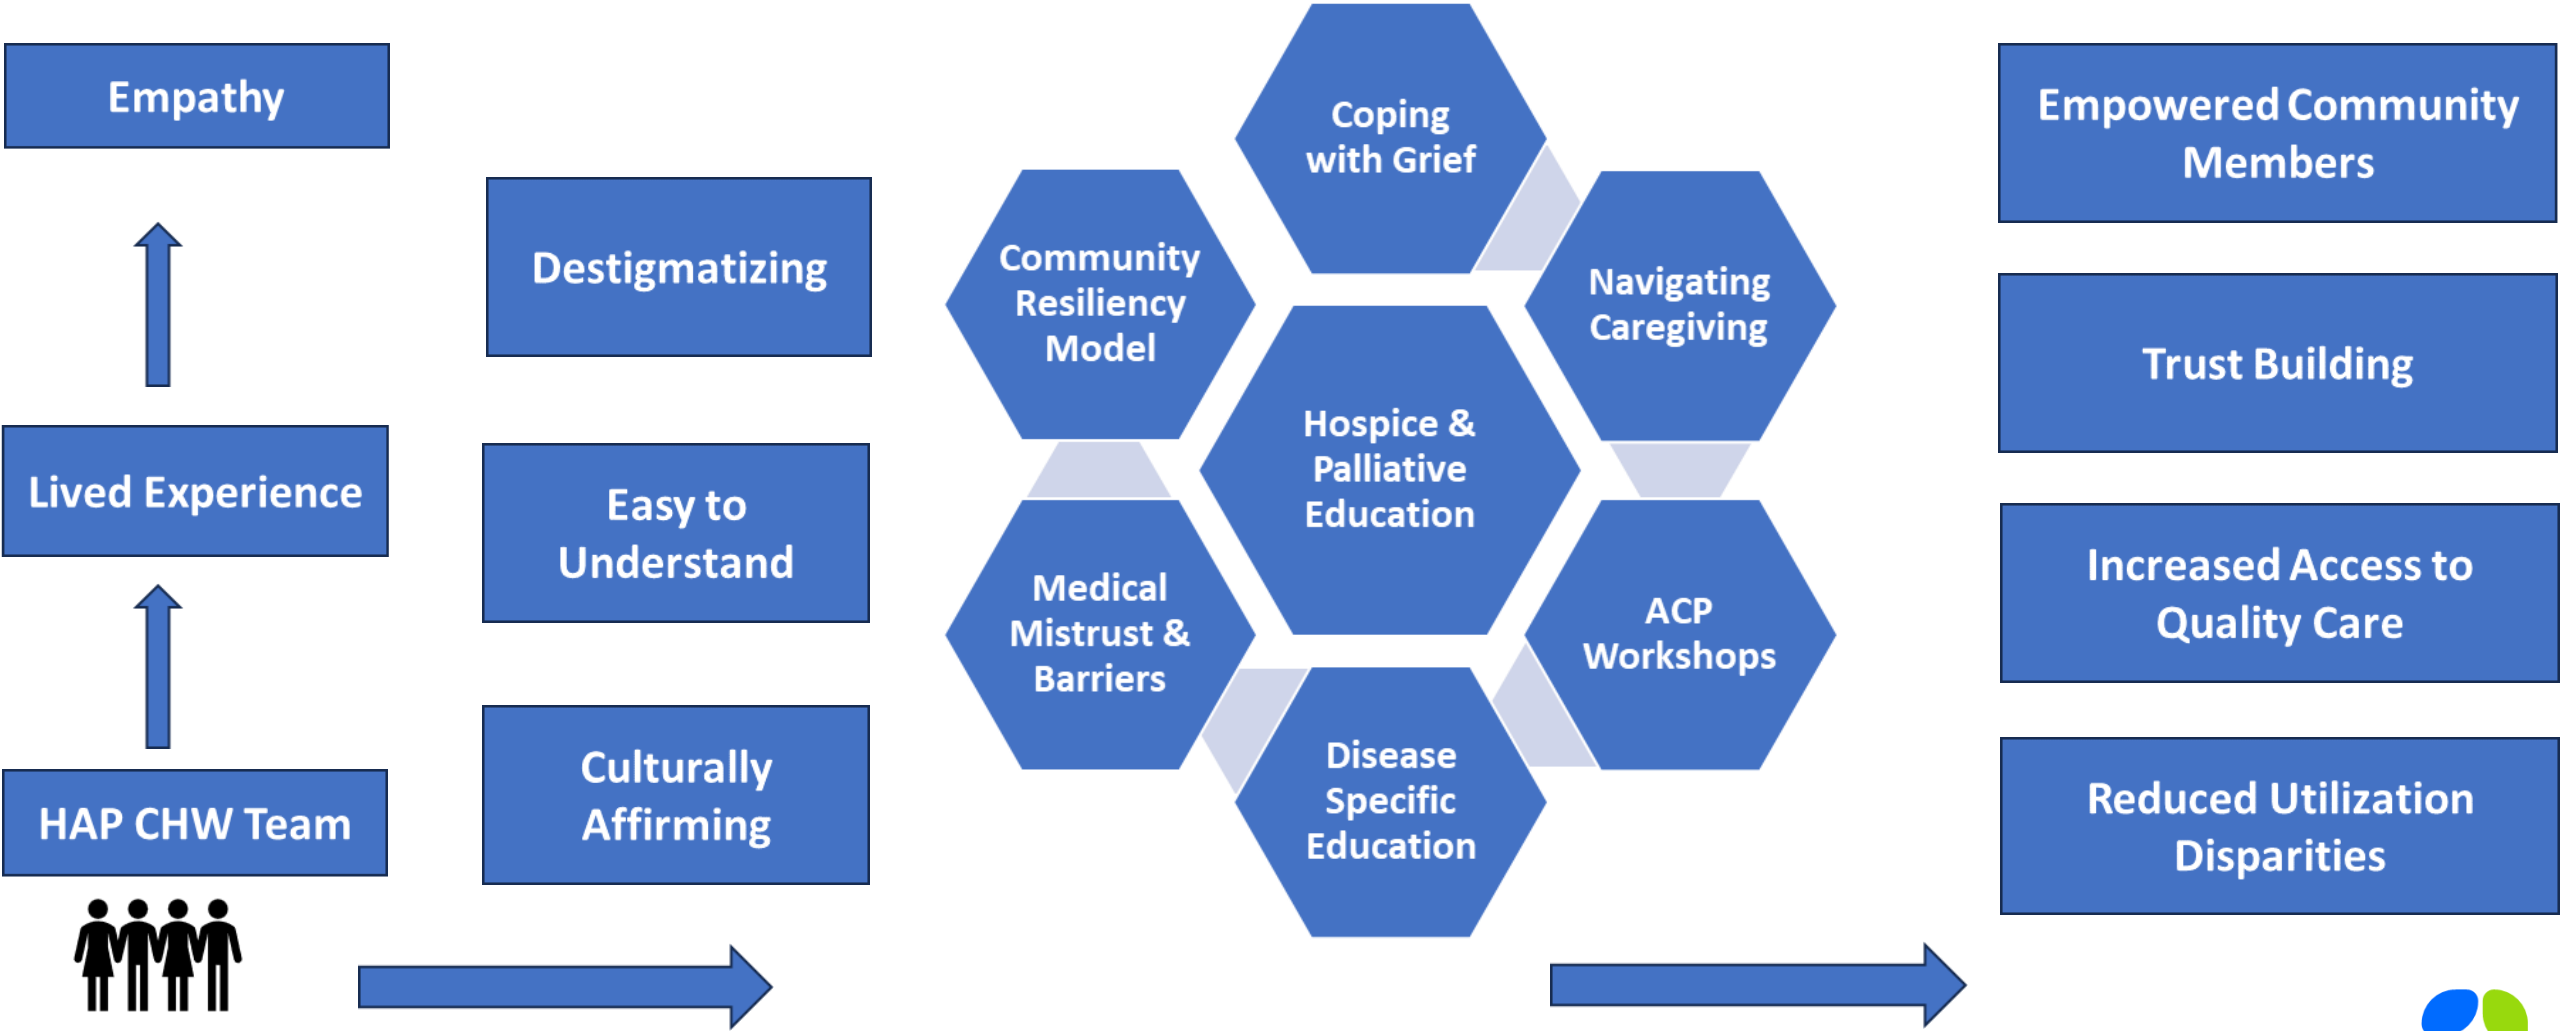 Empathy
Lived Experience
HAP CHW Team
Destigmatizing
Easy to
Understand
Culturally
Affirming
Coping
with Grief
Community
Resiliency
Model
Navigating
Caregiving
Hospice &
Palliative
Education
Medical
Mistrust &
Barriers
ACP
Workshops
Disease
Specific
Education
Empowered Community
Members
Trust Building
Increased Access to
Quality Care
Reduced Utilization
Disparities